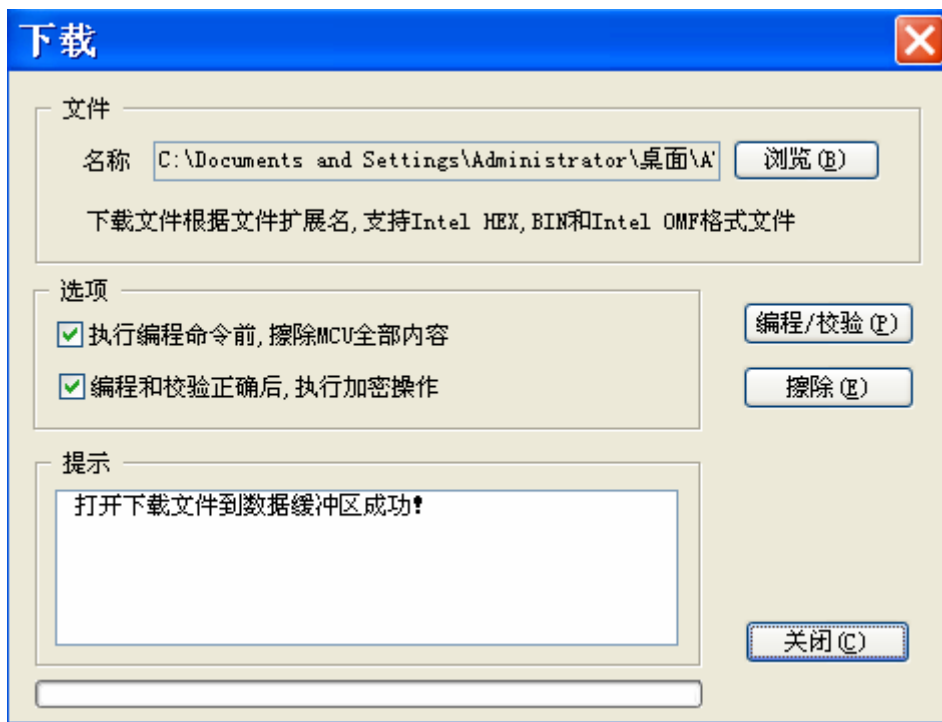 下载
文件
名称 C:\Documents and Settings\Administrator\桌面\A 浏览(B)
下载文件根据文件扩展名,支持Intel HEX,BIN和Intel OMF格式文件
选项
执行编程命令前,擦除MCU全部内容
编程和校验正确后,执行加密操作
编程/校验(P)
擦除(E)
提示
打开下载文件到数据缓冲区成功!
关闭(C)